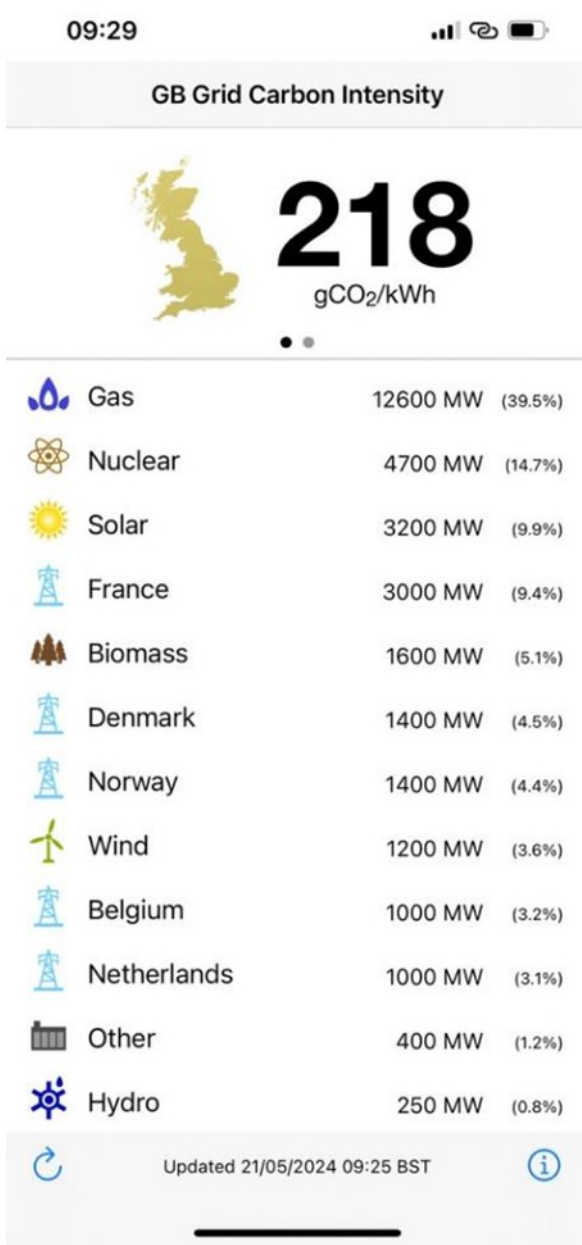 09:29
GB Grid Carbon Intensity
218
gCO₂/kWh
Gas 12600 MW (39.5%)
Nuclear 4700 MW (14.7%)
Solar 3200 MW (9.9%)
France 3000 MW (9.4%)
Biomass 1600 MW (5.1%)
Denmark 1400 MW (4.5%)
Norway 1400 MW (4.4%)
Wind 1200 MW (3.6%)
Belgium 1000 MW (3.2%)
Netherlands 1000 MW (3.1%)
Other 400 MW (1.2%)
Hydro 250 MW (0.8%)
Updated 21/05/2024 09:25 BST